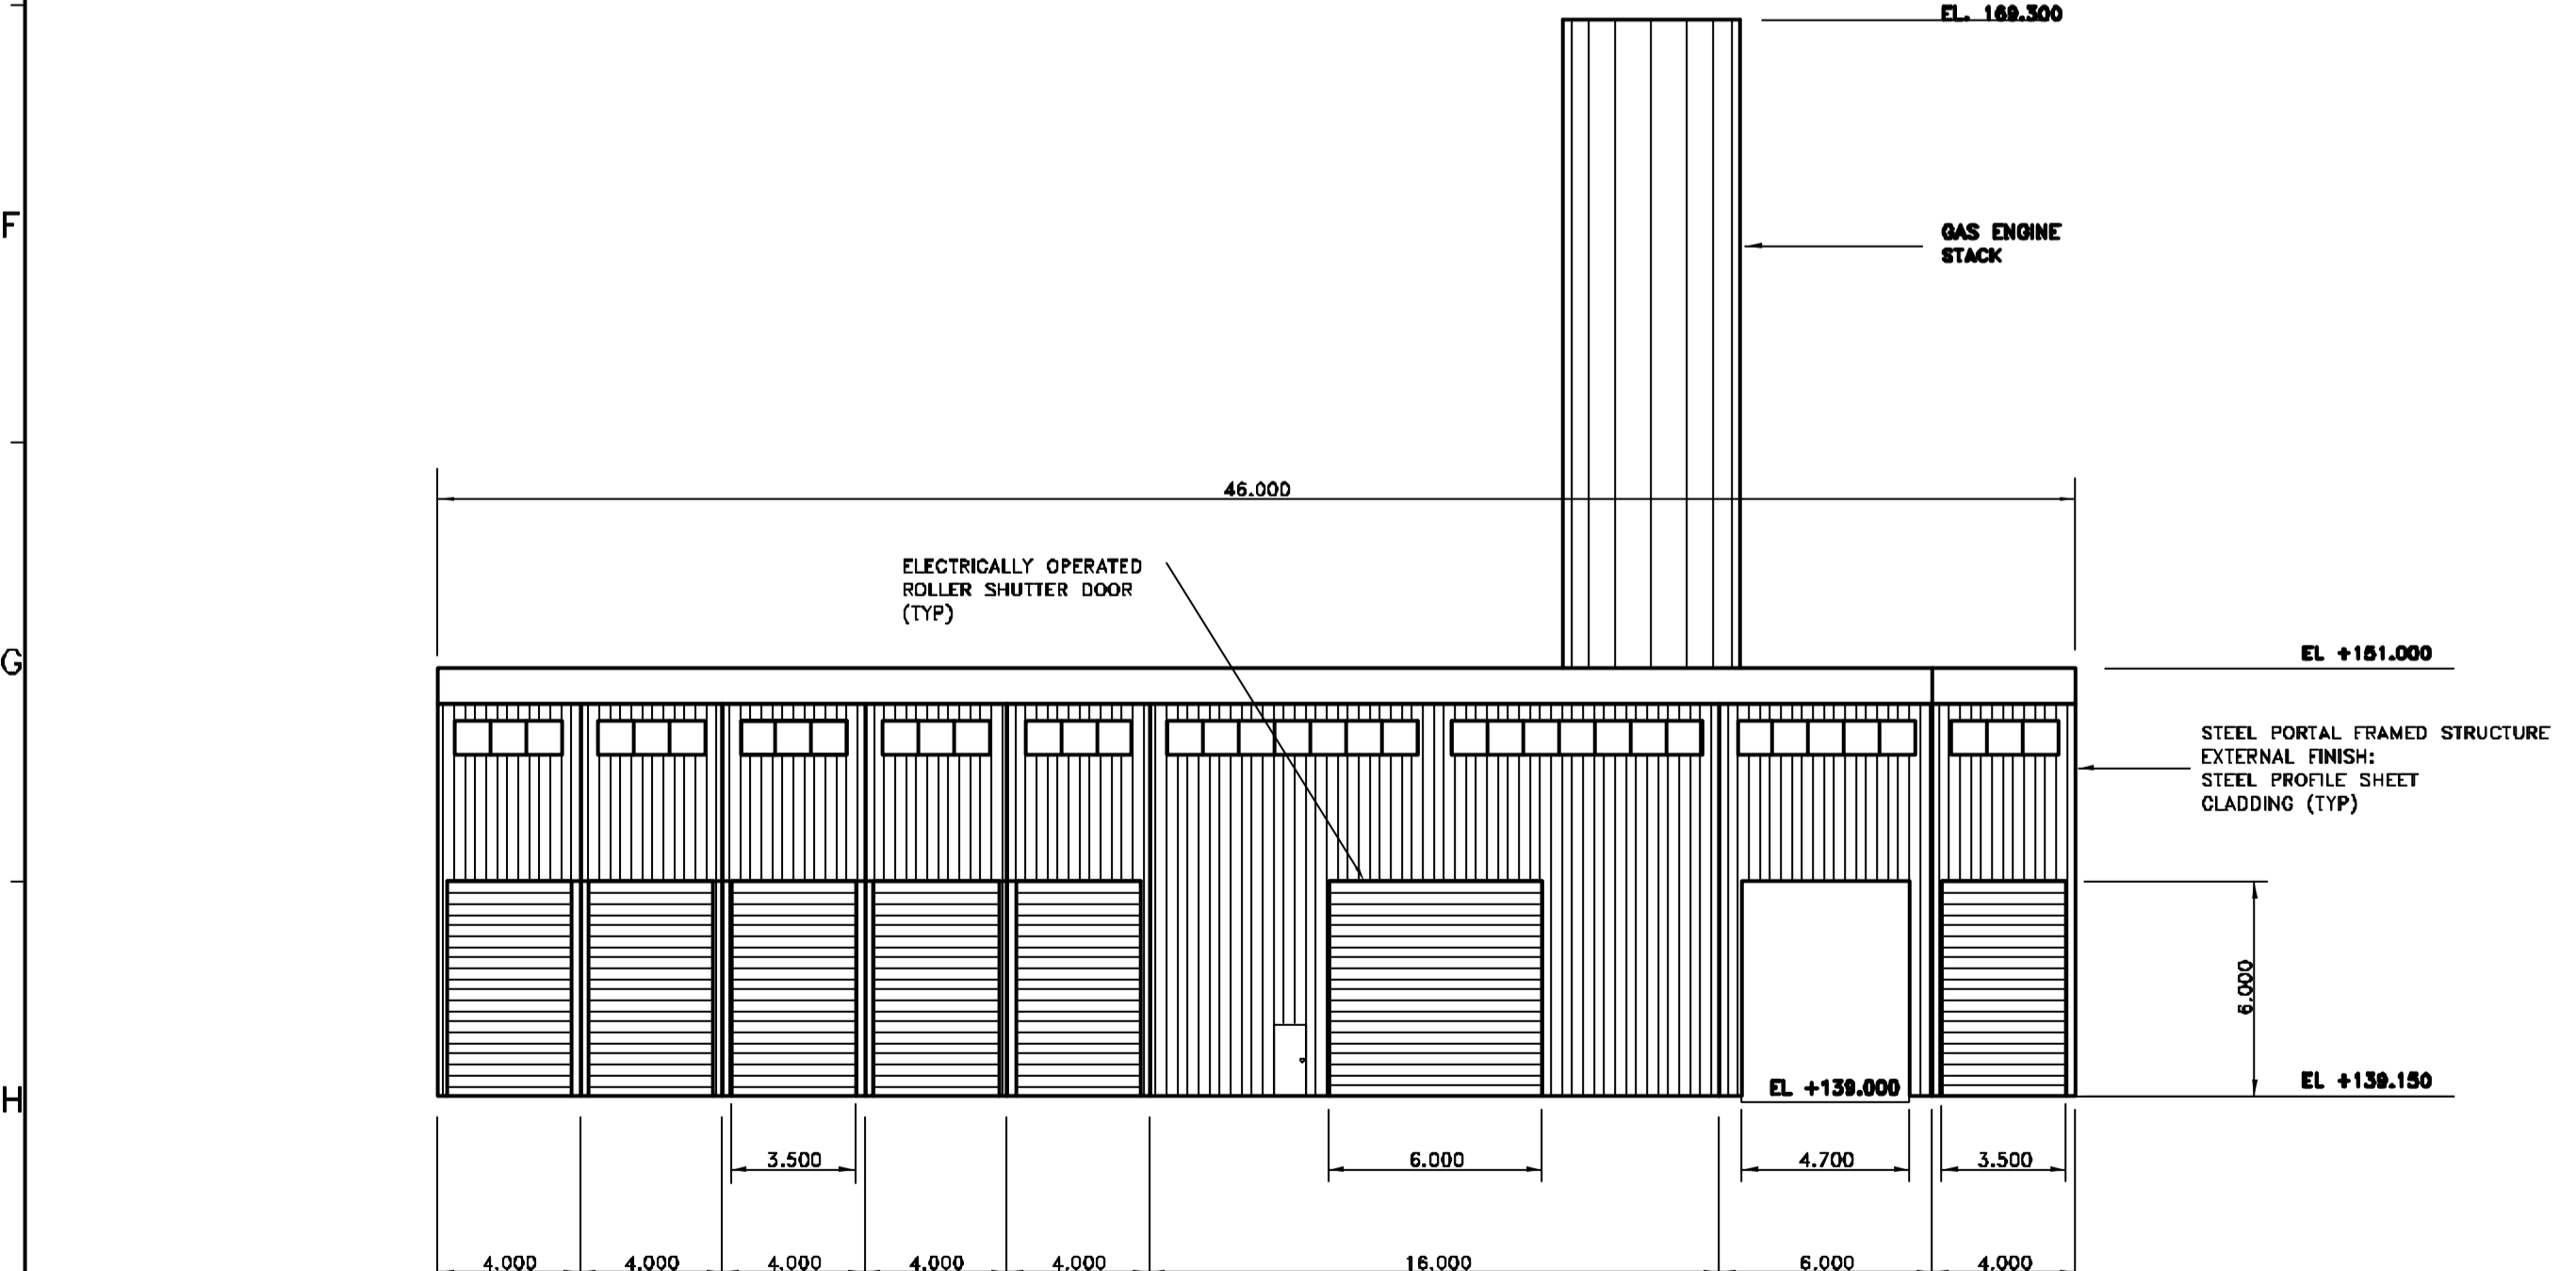 EL. 169.300
F
GAS ENGINE
STACK
46.000
ELECTRICALLY OPERATED
ROLLER SHUTTER DOOR
(TYP)
G
EL +151.000
STEEL PORTAL FRAMED STRUCTURE
EXTERNAL FINISH:
STEEL PROFILE SHEET
CLADDING (TYP)
6.000
H
EL +139.000
EL +139.150
3.500
6.000
4.700
3.500
4.000
4.000
4.000
4.000
4.000
16.000
6.000
4.000